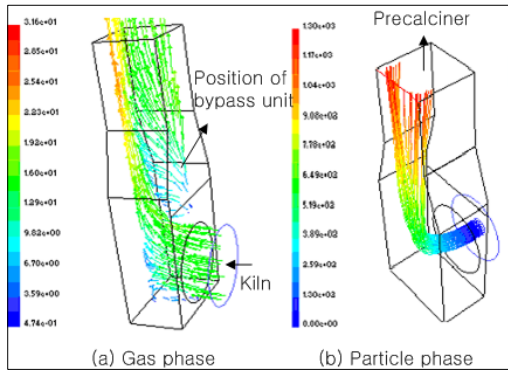 3.16e+01
2.85e+01
2.54e+01
2.23e+01
1.92e+01
1.60e+01
1.29e+01
9.82e+00
6.70e+00
3.59e+00
4.74e-01
Position of
bypass unit
Kiln
(a) Gas phase
Precalciner
1.30e+03
1.17e+03
1.04e+03
9.08e+02
7.78e+02
6.49e+02
5.19e+02
3.89e+02
2.59e+02
1.30e+02
0.00e+00
(b) Particle phase